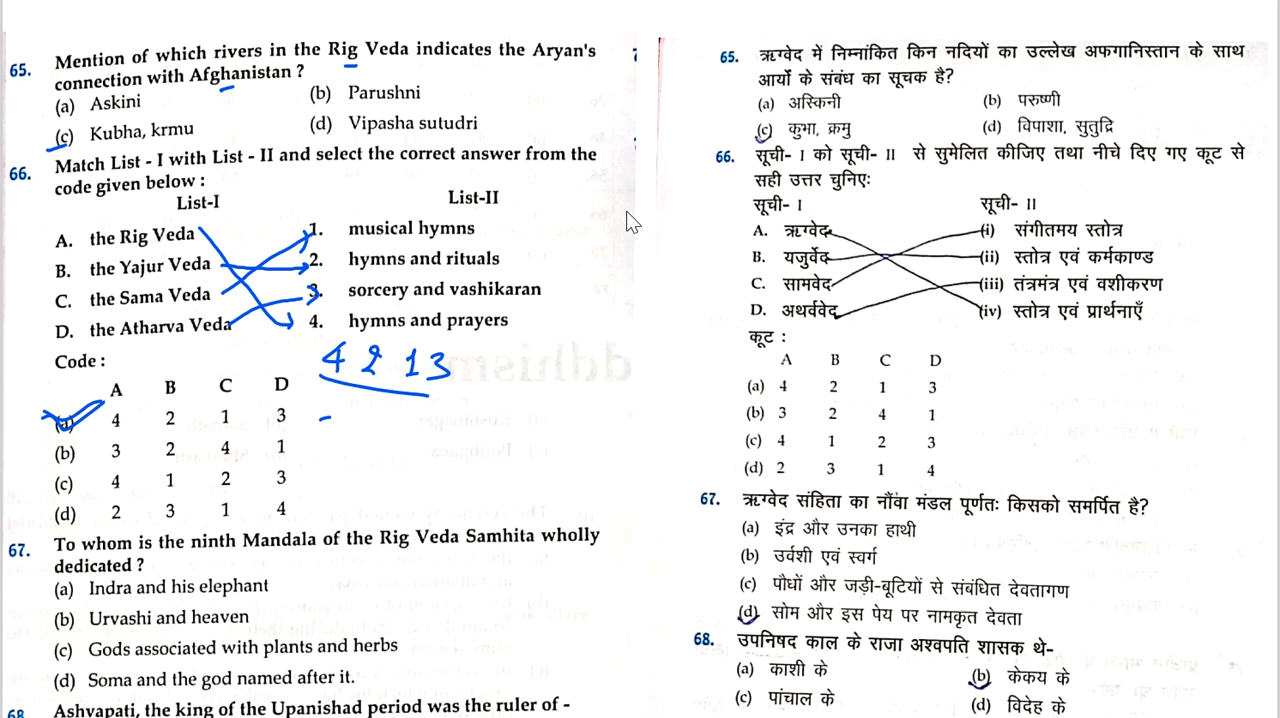 65. Mention of which rivers in the Rig Veda indicates the Aryan's
connection with Afghanistan ?
(a) Askini (b) Parushni
(c) Kubha, krmu (d) Vipasha sutudri
66. Match List - I with List - II and select the correct answer from the
code given below :
List-I List-II
A. the Rig Veda 1. musical hymns
B. the Yajur Veda 2. hymns and rituals
C. the Sama Veda 3. sorcery and vashikaran
D. the Atharva Veda 4. hymns and prayers
Code : 4 2 1 3
A B C D
(a) 4 2 1 3
(b) 3 2 4 1
(c) 4 1 2 3
(d) 2 3 1 4
67. To whom is the ninth Mandala of the Rig Veda Samhita wholly
dedicated ?
(a) Indra and his elephant
(b) Urvashi and heaven
(c) Gods associated with plants and herbs
(d) Soma and the god named after it.
68 Ashvapati, the king of the Upanishad period was the ruler of -
65. ऋग्वेद में निम्नांकित किन नदियों का उल्लेख अफगानिस्तान के साथ
आर्यो के संबंध का सूचक है?
(a) अस्किनी (b) परुष्णी
(c) कुभा, क्रमु (d) विपाशा, सुतुद्रि
66. सूची- I को सूची- II से सुमेलित कीजिए तथा नीचे दिए गए कूट से
सही उत्तर चुनिएः
सूची- I सूची- II
A. ऋग्वेद (i) संगीतमय स्तोत्र
B. यजुर्वेद (ii) स्तोत्र एवं कर्मकाण्ड
C. सामवेद (iii) तंत्रमंत्र एवं वशीकरण
D. अथर्ववेद (iv) स्तोत्र एवं प्रार्थनाएँ
कूट :
A B C D
(a) 4 2 1 3
(b) 3 2 4 1
(c) 4 1 2 3
(d) 2 3 1 4
67. ऋग्वेद संहिता का नौंवा मंडल पूर्णतः किसको समर्पित है?
(a) इंद्र और उनका हाथी
(b) उर्वशी एवं स्वर्ग
(c) पौधों और जड़ी-बूटियों से संबंधित देवतागण
(d) सोम और इस पेय पर नामकृत देवता
68. उपनिषद काल के राजा अश्वपति शासक थे-
(a) काशी के (b) केकय के
(c) पांचाल के (d) विदेह के